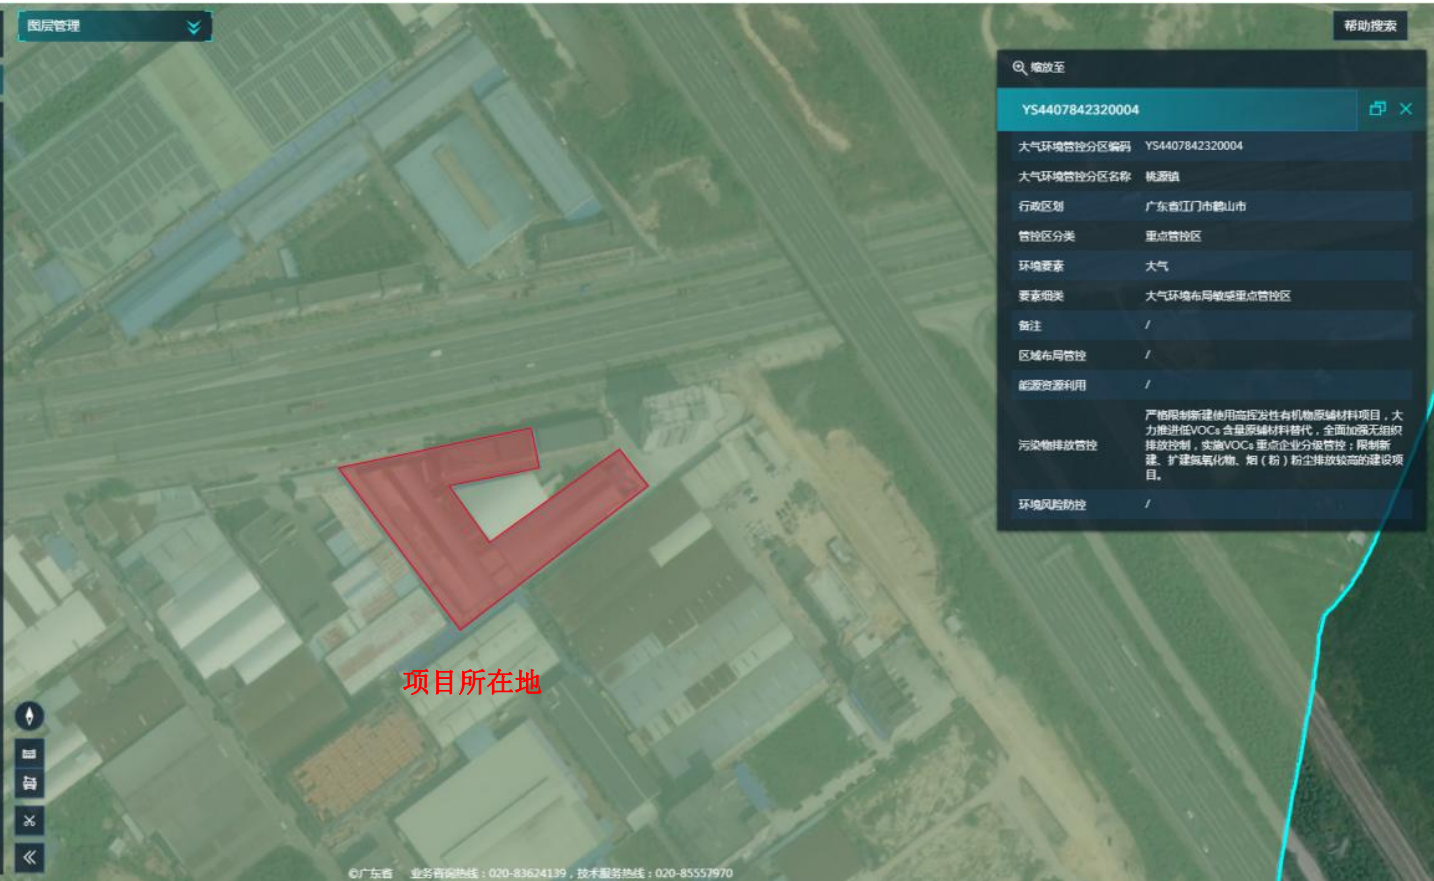 图层管理
帮助搜索
缩放至
YS4407842320004
大气环境管控分区编码 YS4407842320004
大气环境管控分区名称 桃源镇
行政区划 广东省江门市鹤山市
管控区分类 重点管控区
环境要素 大气
要素细类 大气环境布局敏感重点管控区
备注 /
区域布局管控 /
能源资源利用 /
污染物排放管控
严格限制新建使用高挥发性有机物原辅材料项目，大
力推进低VOCs 含量原辅材料替代，全面加强无组织
排放控制，实施VOCs 重点企业分级管控；限制新
建、扩建氮氧化物、烟（粉）粉尘排放较高的建设项
目。
环境风险防控 /
项目所在地
©广东省 业务咨询热线：020-83624139，技术服务热线：020-85557970